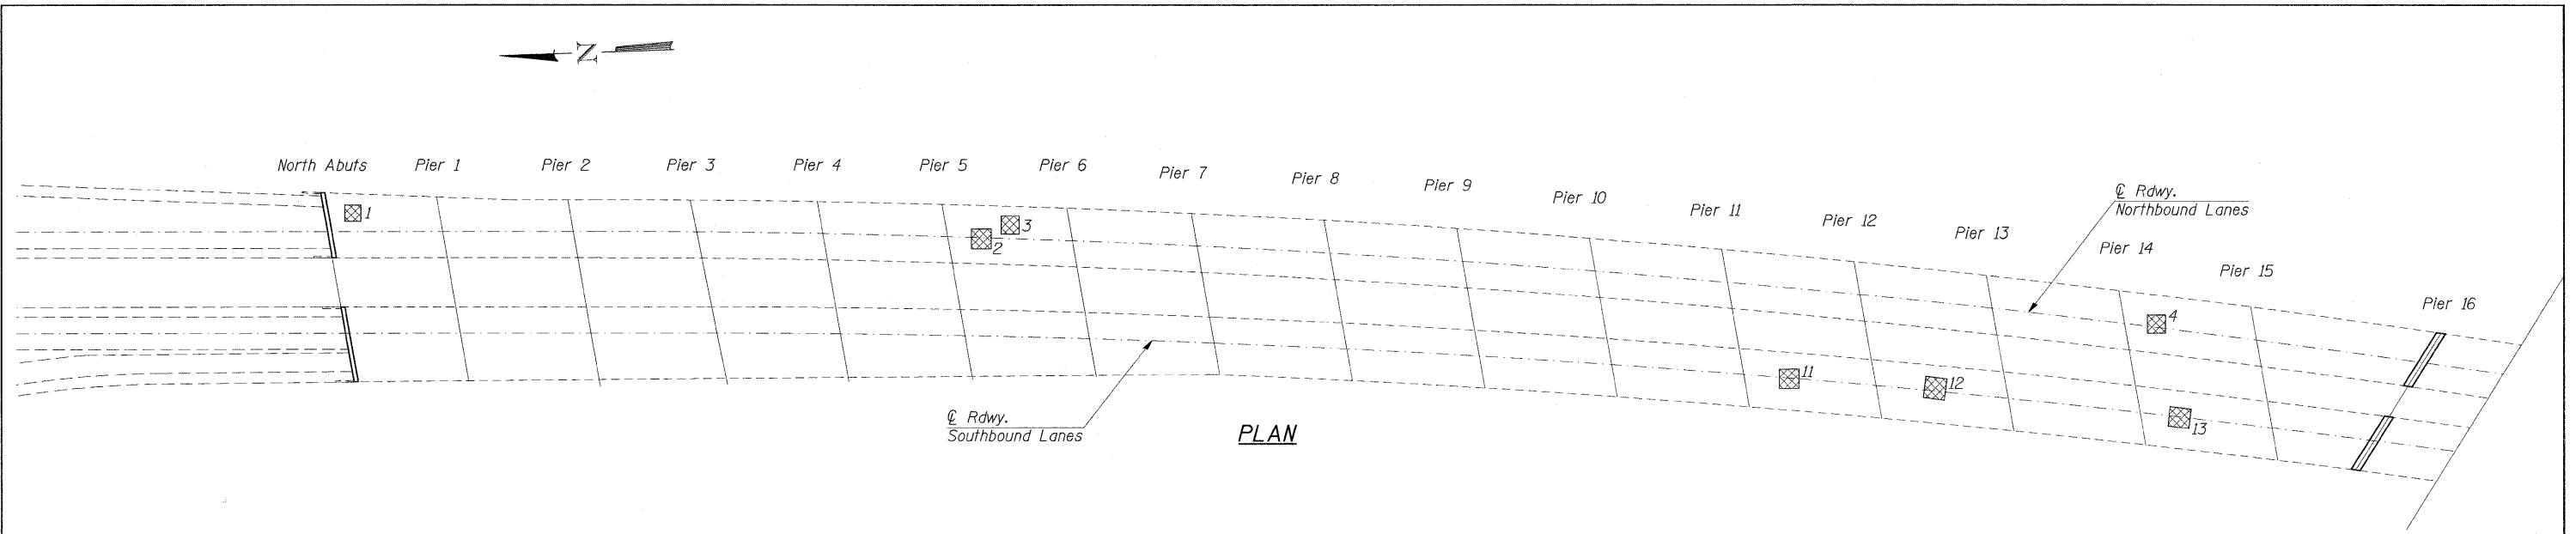 N
North Abuts
Pier 1
Pier 2
Pier 3
Pier 4
Pier 5
Pier 6
Pier 7
Pier 8
Pier 9
Pier 10
Pier 11
Pier 12
Pier 13
Pier 14
Pier 15
Pier 16
℄ Rdwy.
Northbound Lanes
1
2
3
4
11
12
13
℄ Rdwy.
Southbound Lanes
PLAN